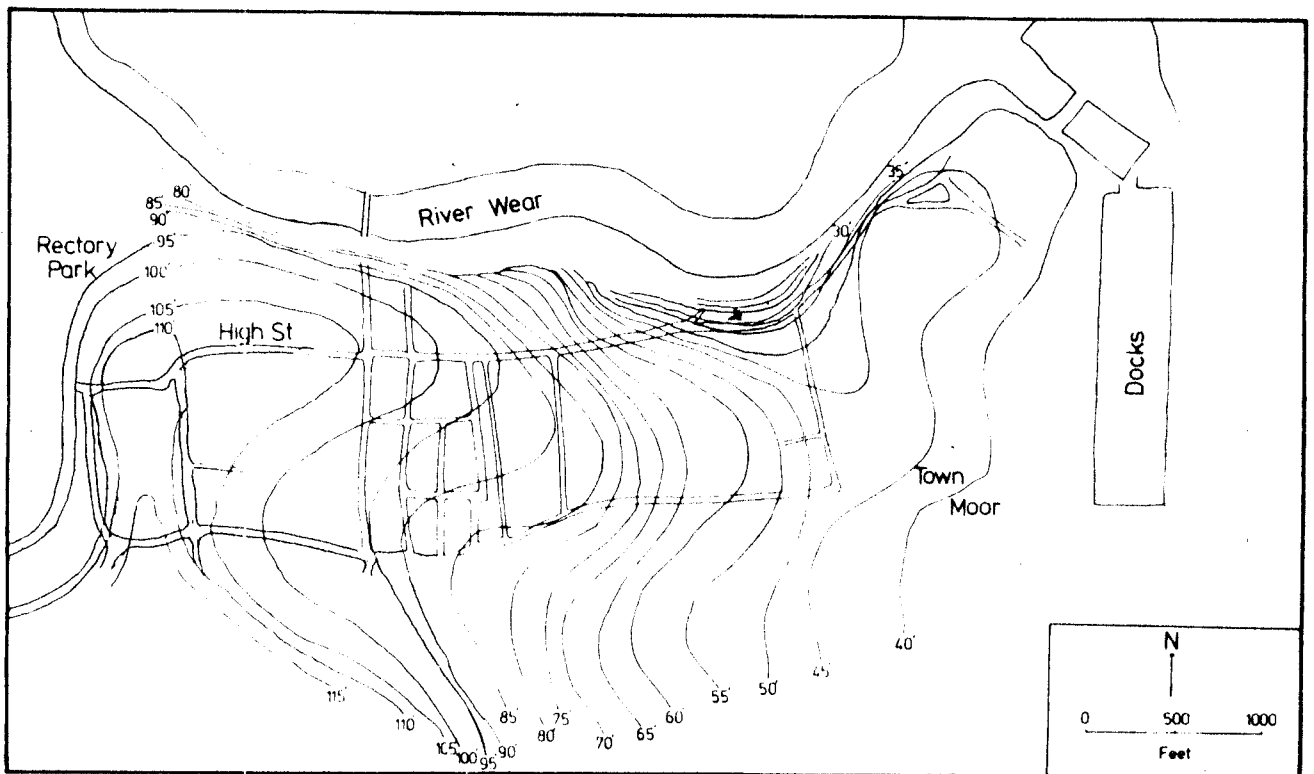 80'
85'
90'
95'
100'
105'
110'
Rectory
Park
High St
River Wear
35'
30'
Docks
Town
Moor
115'
110'
105'
100'
95'
90'
85'
80'
75'
70'
65'
60'
55'
50'
45'
40'
N
0 500 1000
Feet